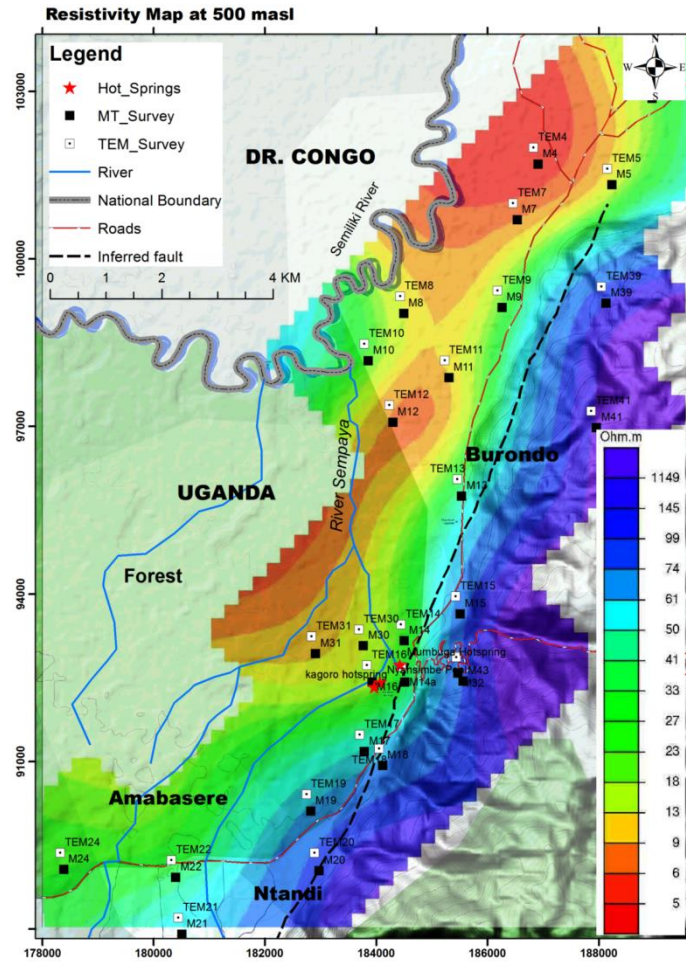 Resistivity Map at 500 masl
Legend
Hot_Springs
MT_Survey
TEM_Survey
River
National Boundary
Roads
Inferred fault
0 2 4 KM
N
W E
S
DR. CONGO
Semiliki River
UGANDA
Forest
River Sempaya
Burondo
Amabasere
Ntandi
TEM4
M4
TEM5
M5
TEM7
M7
TEM39
M39
TEM8
M8
TEM9
M9
TEM10
M10
TEM11
M11
TEM12
M12
TEM41
M41
TEM13
M13
TEM15
M15
TEM14
M14
TEM30
M30
TEM31
M31
TEM16
Mumbuga Hotspring
kagoro hotspring
M16
M14a
M43
M32
TEM17
M17
M18
TEM19
M19
TEM20
M20
TEM24
M24
TEM22
M22
TEM21
M21
Ohm.m
1149
145
99
74
61
50
41
34
27
23
18
13
9
6
5
103000
100000
97000
94000
91000
178000 180000 182000 184000 186000 188000